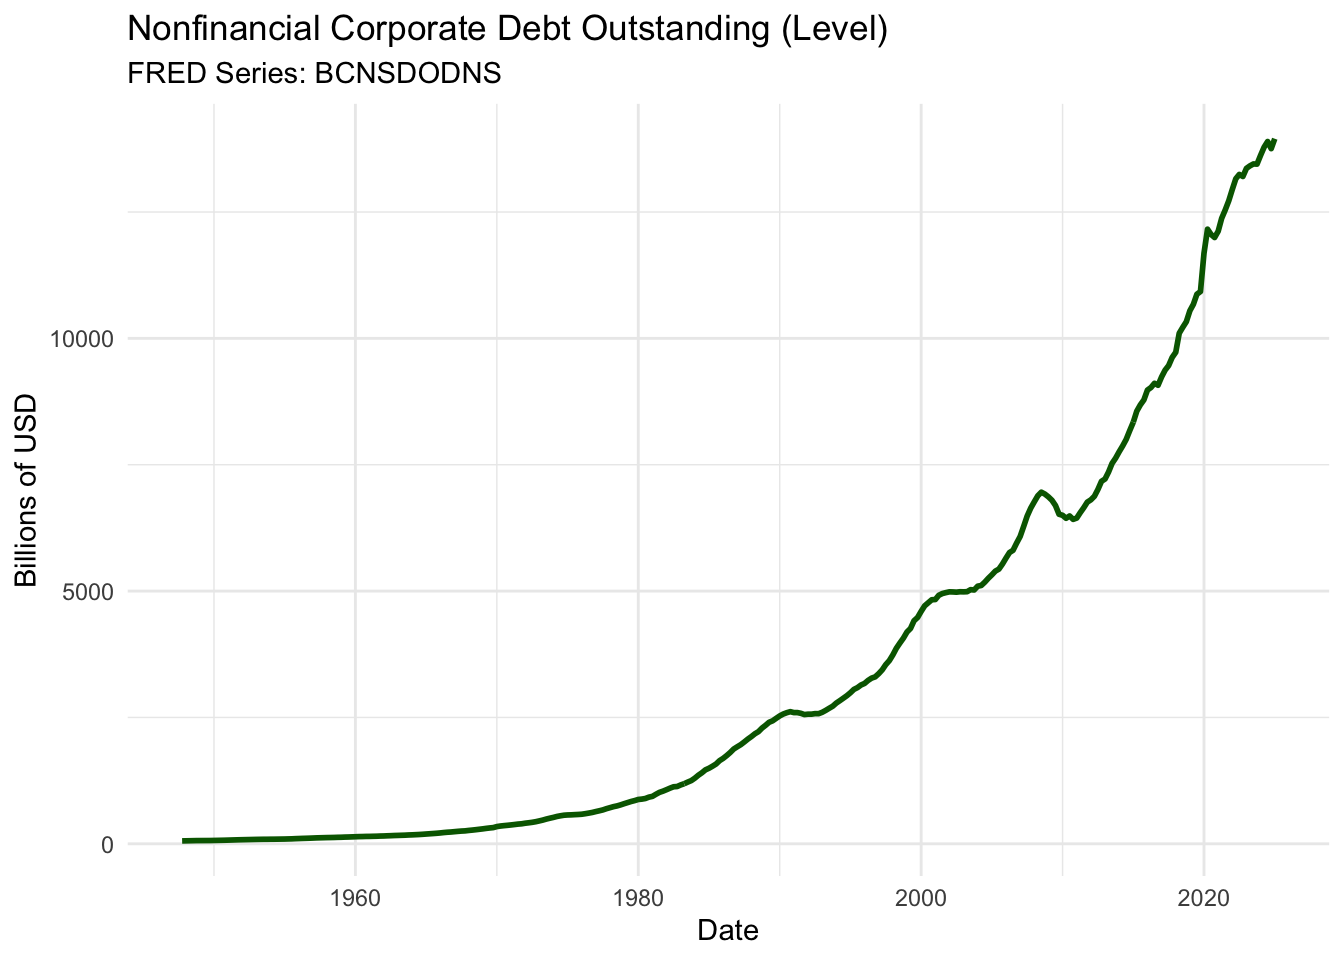 Nonfinancial Corporate Debt Outstanding (Level)
FRED Series: BCNSDODNS
Billions of USD
10000
5000
0
1960 1980 2000 2020
Date